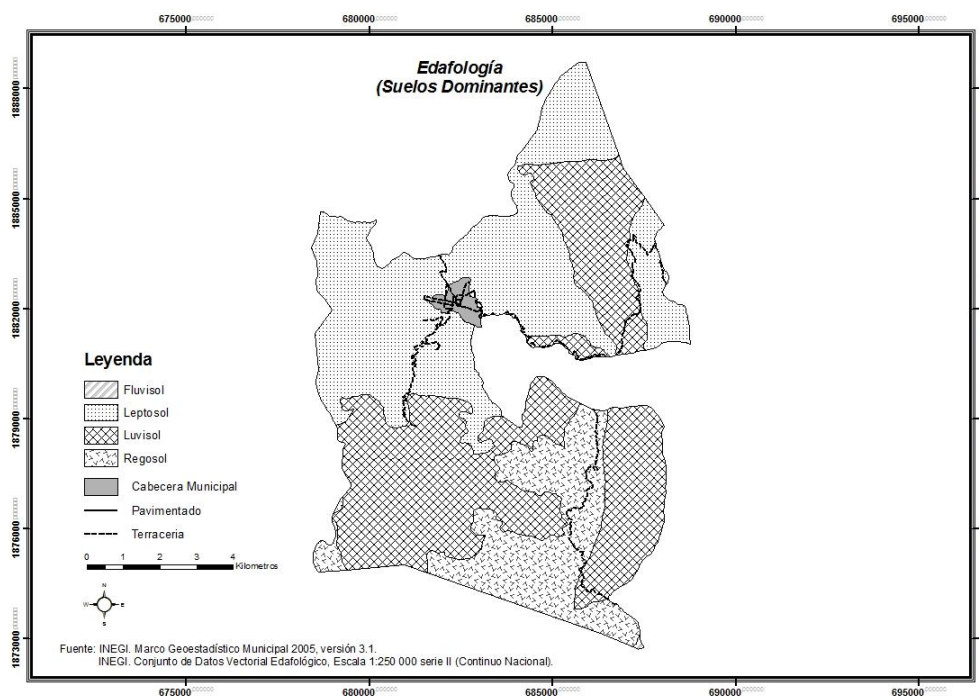 675000 680000 685000 690000 695000
Edafología
(Suelos Dominantes)
1888000
1885000
1882000
1879000
1876000
1873000
Leyenda
Fluvisol
Leptosol
Luvisol
Regosol
Cabecera Municipal
Pavimentado
Terraceria
0 1 2 3 4
Kilometros
N
W E
S
Fuente: INEGI. Marco Geoestadístico Municipal 2005, versión 3.1.
INEGI. Conjunto de Datos Vectorial Edafológico, Escala 1:250 000 serie II (Continuo Nacional).
675000 680000 685000 690000 695000